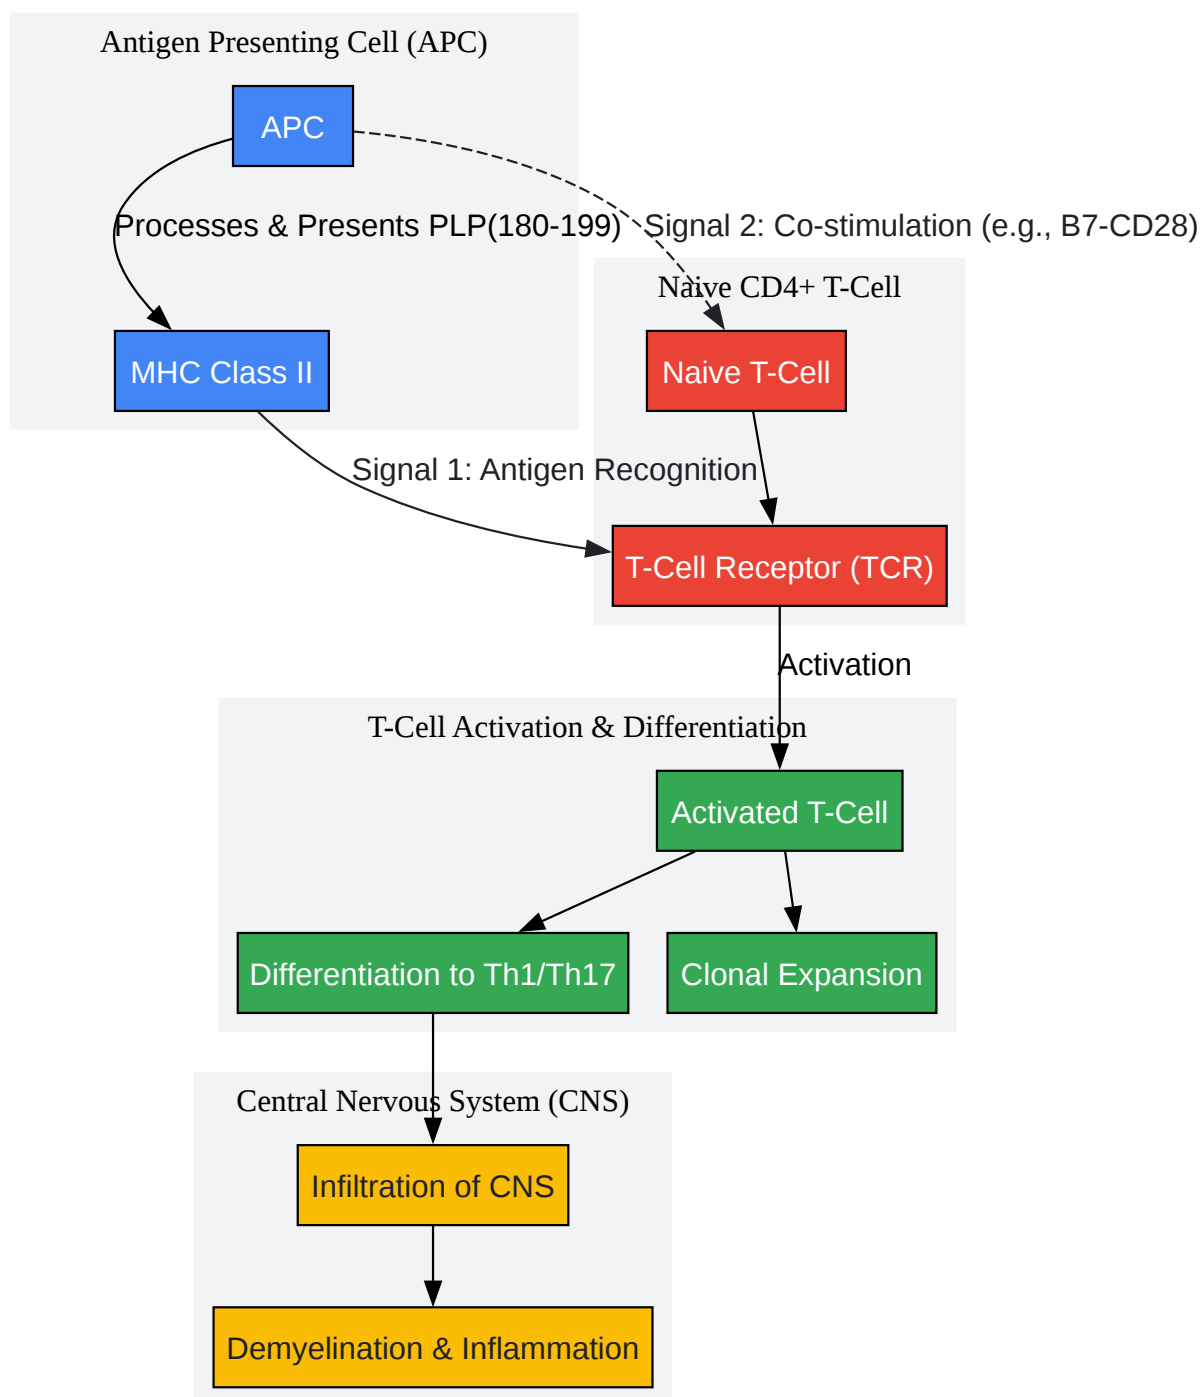 Antigen Presenting Cell (APC)
APC
Processes & Presents PLP(180-199)
Signal 2: Co-stimulation (e.g., B7-CD28)
Naive CD4+ T-Cell
MHC Class II
Naive T-Cell
Signal 1: Antigen Recognition
T-Cell Receptor (TCR)
Activation
T-Cell Activation & Differentiation
Activated T-Cell
Differentiation to Th1/Th17
Clonal Expansion
Central Nervous System (CNS)
Infiltration of CNS
Demyelination & Inflammation